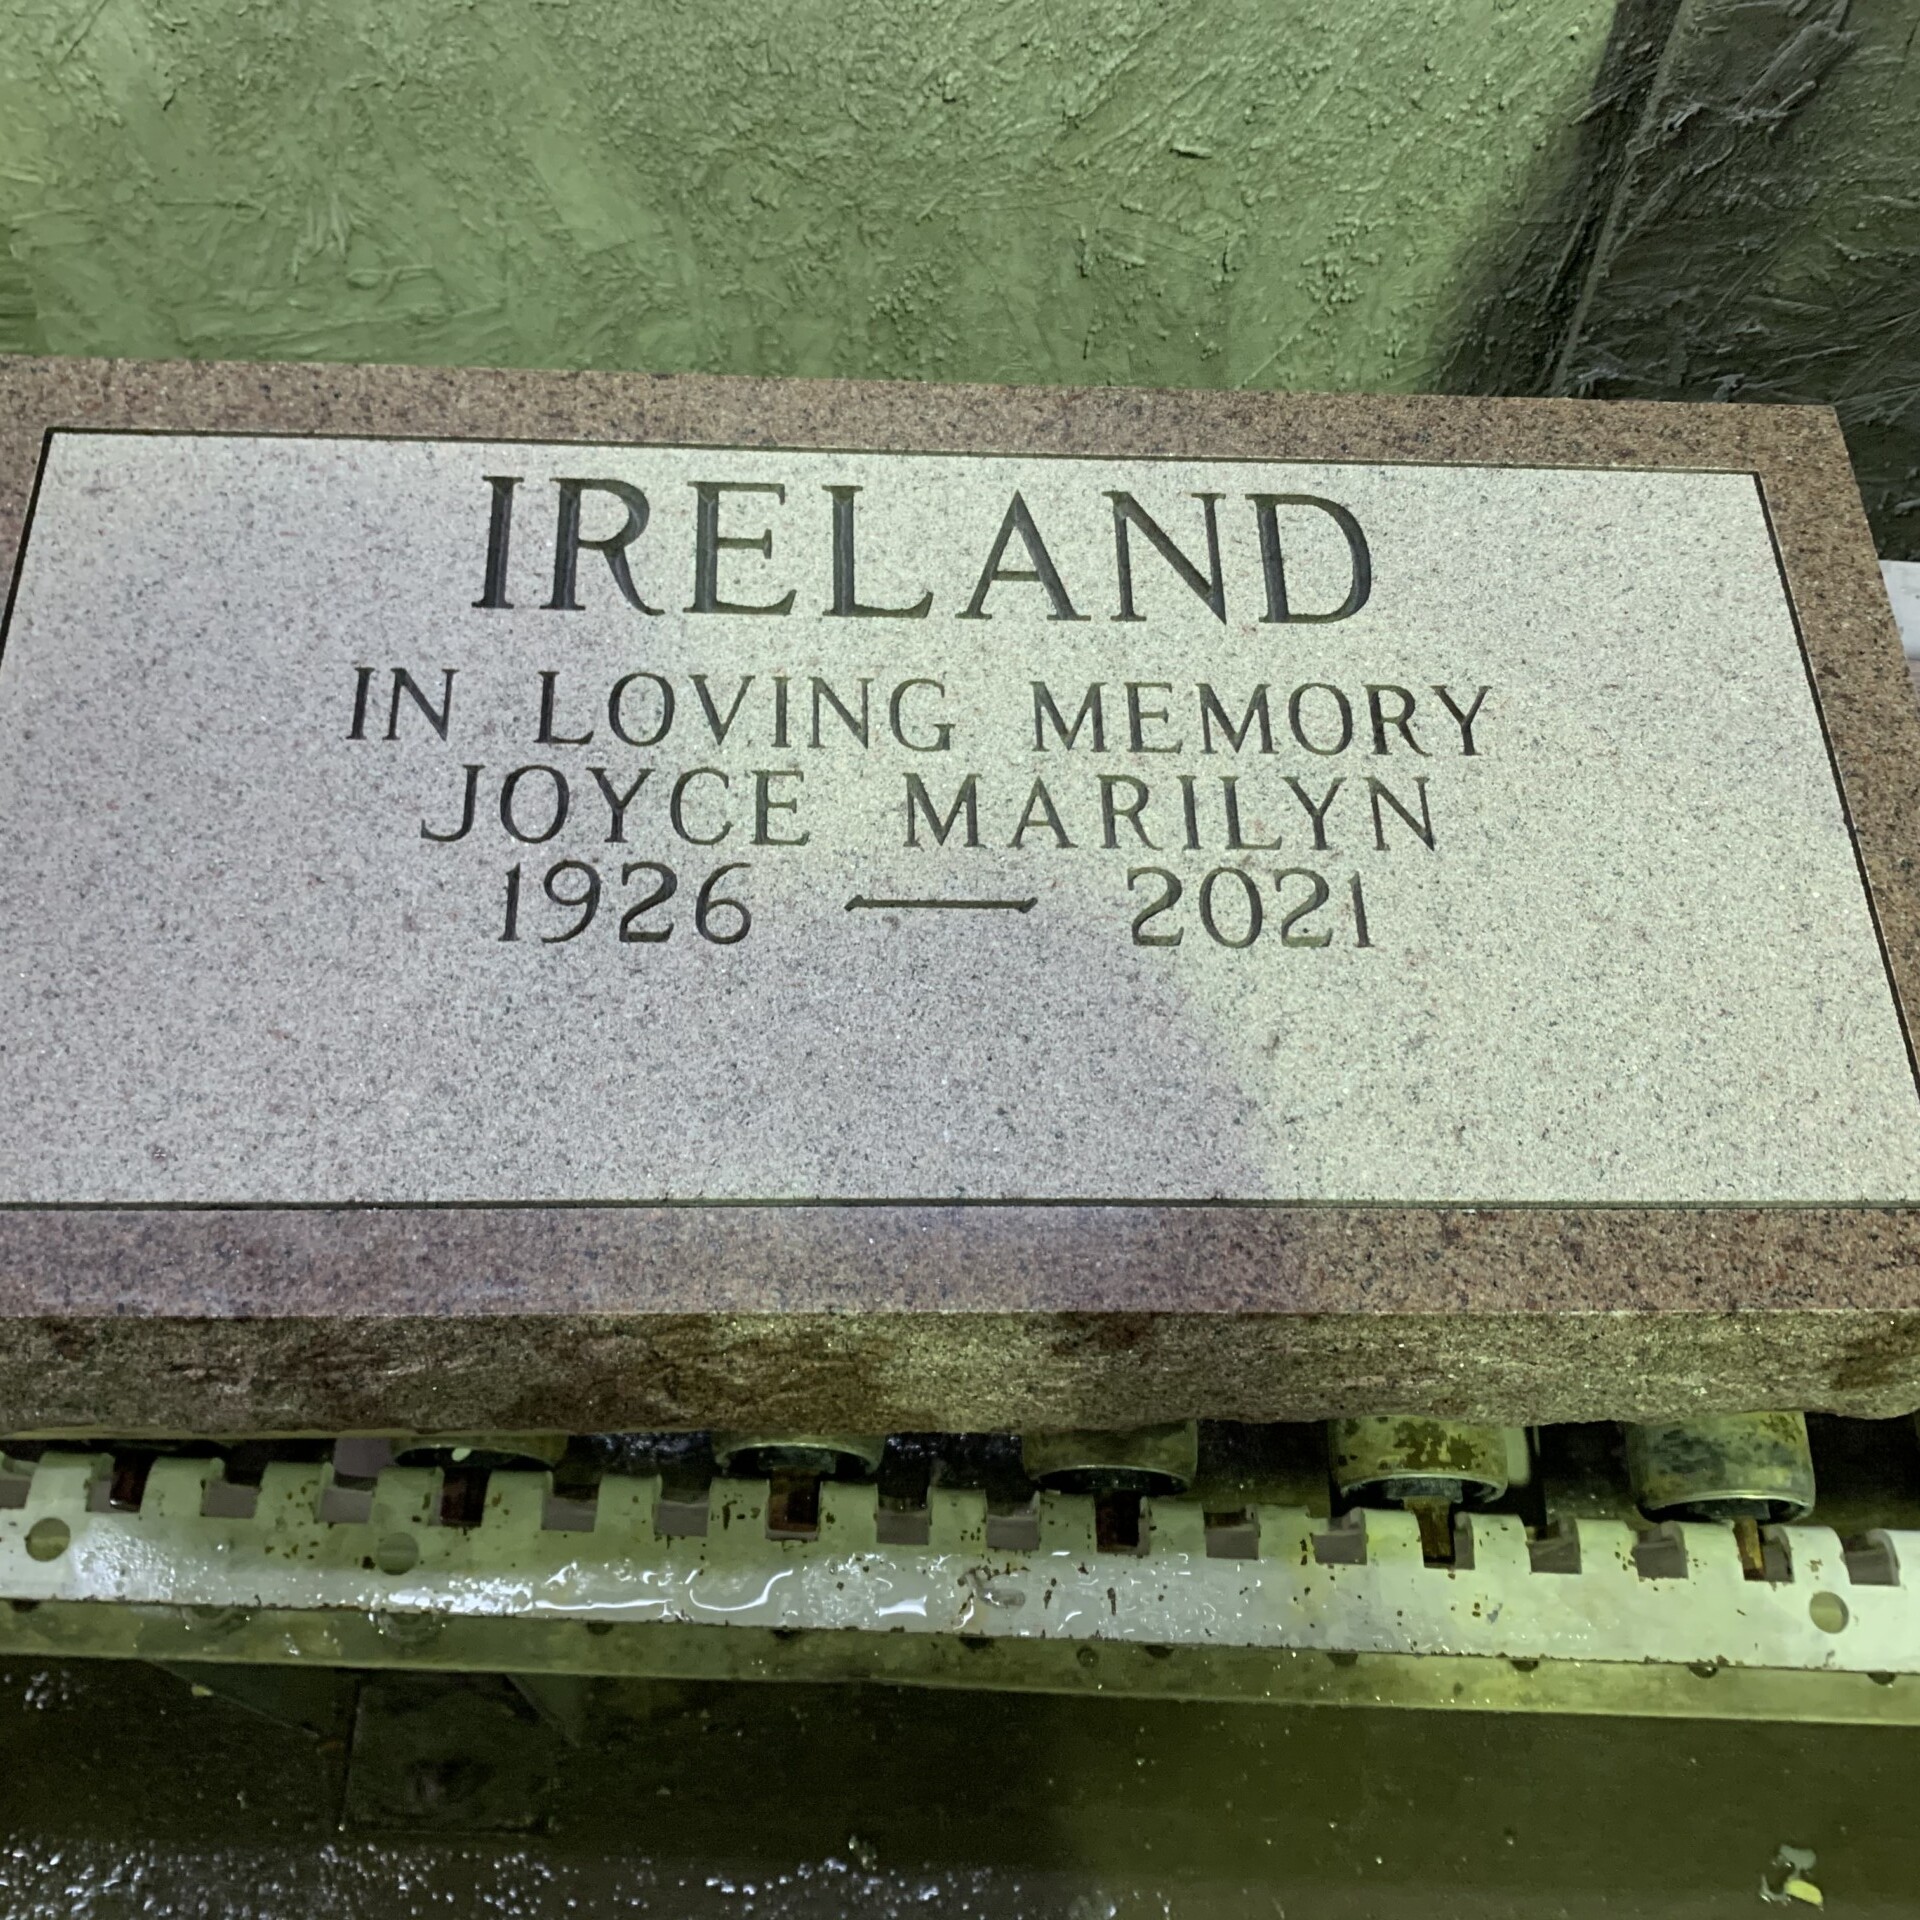 IRELAND
IN LOVING MEMORY
JOYCE MARILYN
1926 — 2021